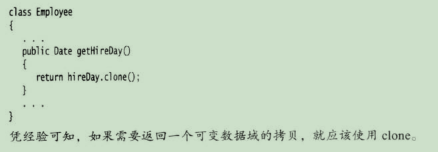 class Employee
{
. . .
public Date getHireDay()
{
return hireDay.clone();
}
. . .
}
凭经验可知，如果需要返回一个可变数据域的拷贝，就应该使用 clone。